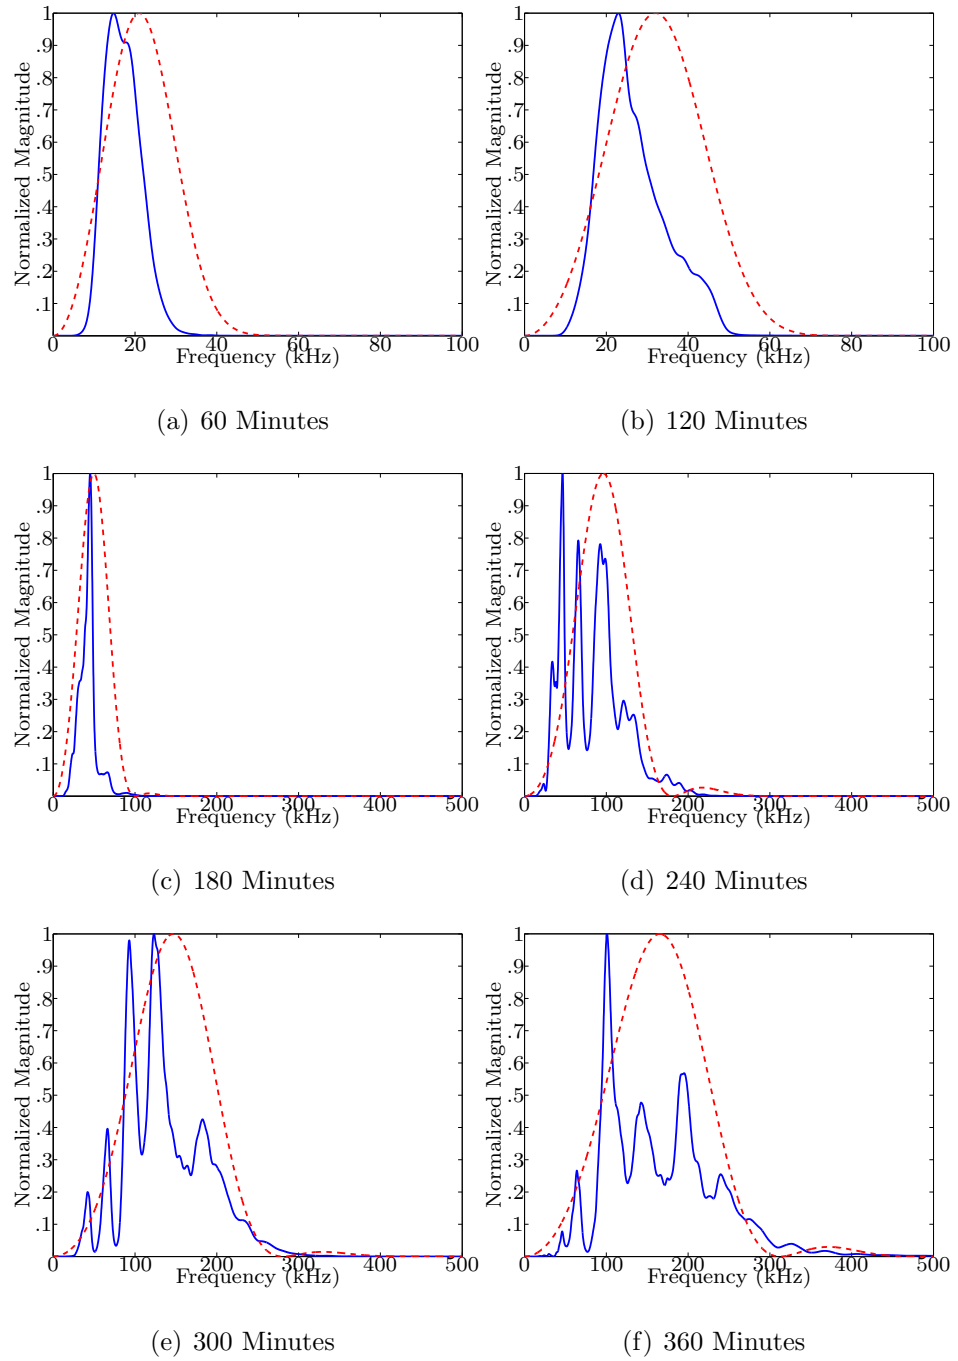 1
.9
.8
.7
.6
.5
.4
.3
.2
.1
Normalized Magnitude
0 20 40 60 80 100
Frequency (kHz)
(a) 60 Minutes
1
.9
.8
.7
.6
.5
.4
.3
.2
.1
Normalized Magnitude
0 20 40 60 80 100
Frequency (kHz)
(b) 120 Minutes
1
.9
.8
.7
.6
.5
.4
.3
.2
.1
Normalized Magnitude
0 100 200 300 400 500
Frequency (kHz)
(c) 180 Minutes
1
.9
.8
.7
.6
.5
.4
.3
.2
.1
Normalized Magnitude
0 100 200 300 400 500
Frequency (kHz)
(d) 240 Minutes
1
.9
.8
.7
.6
.5
.4
.3
.2
.1
Normalized Magnitude
0 100 200 300 400 500
Frequency (kHz)
(e) 300 Minutes
1
.9
.8
.7
.6
.5
.4
.3
.2
.1
Normalized Magnitude
0 100 200 300 400 500
Frequency (kHz)
(f) 360 Minutes